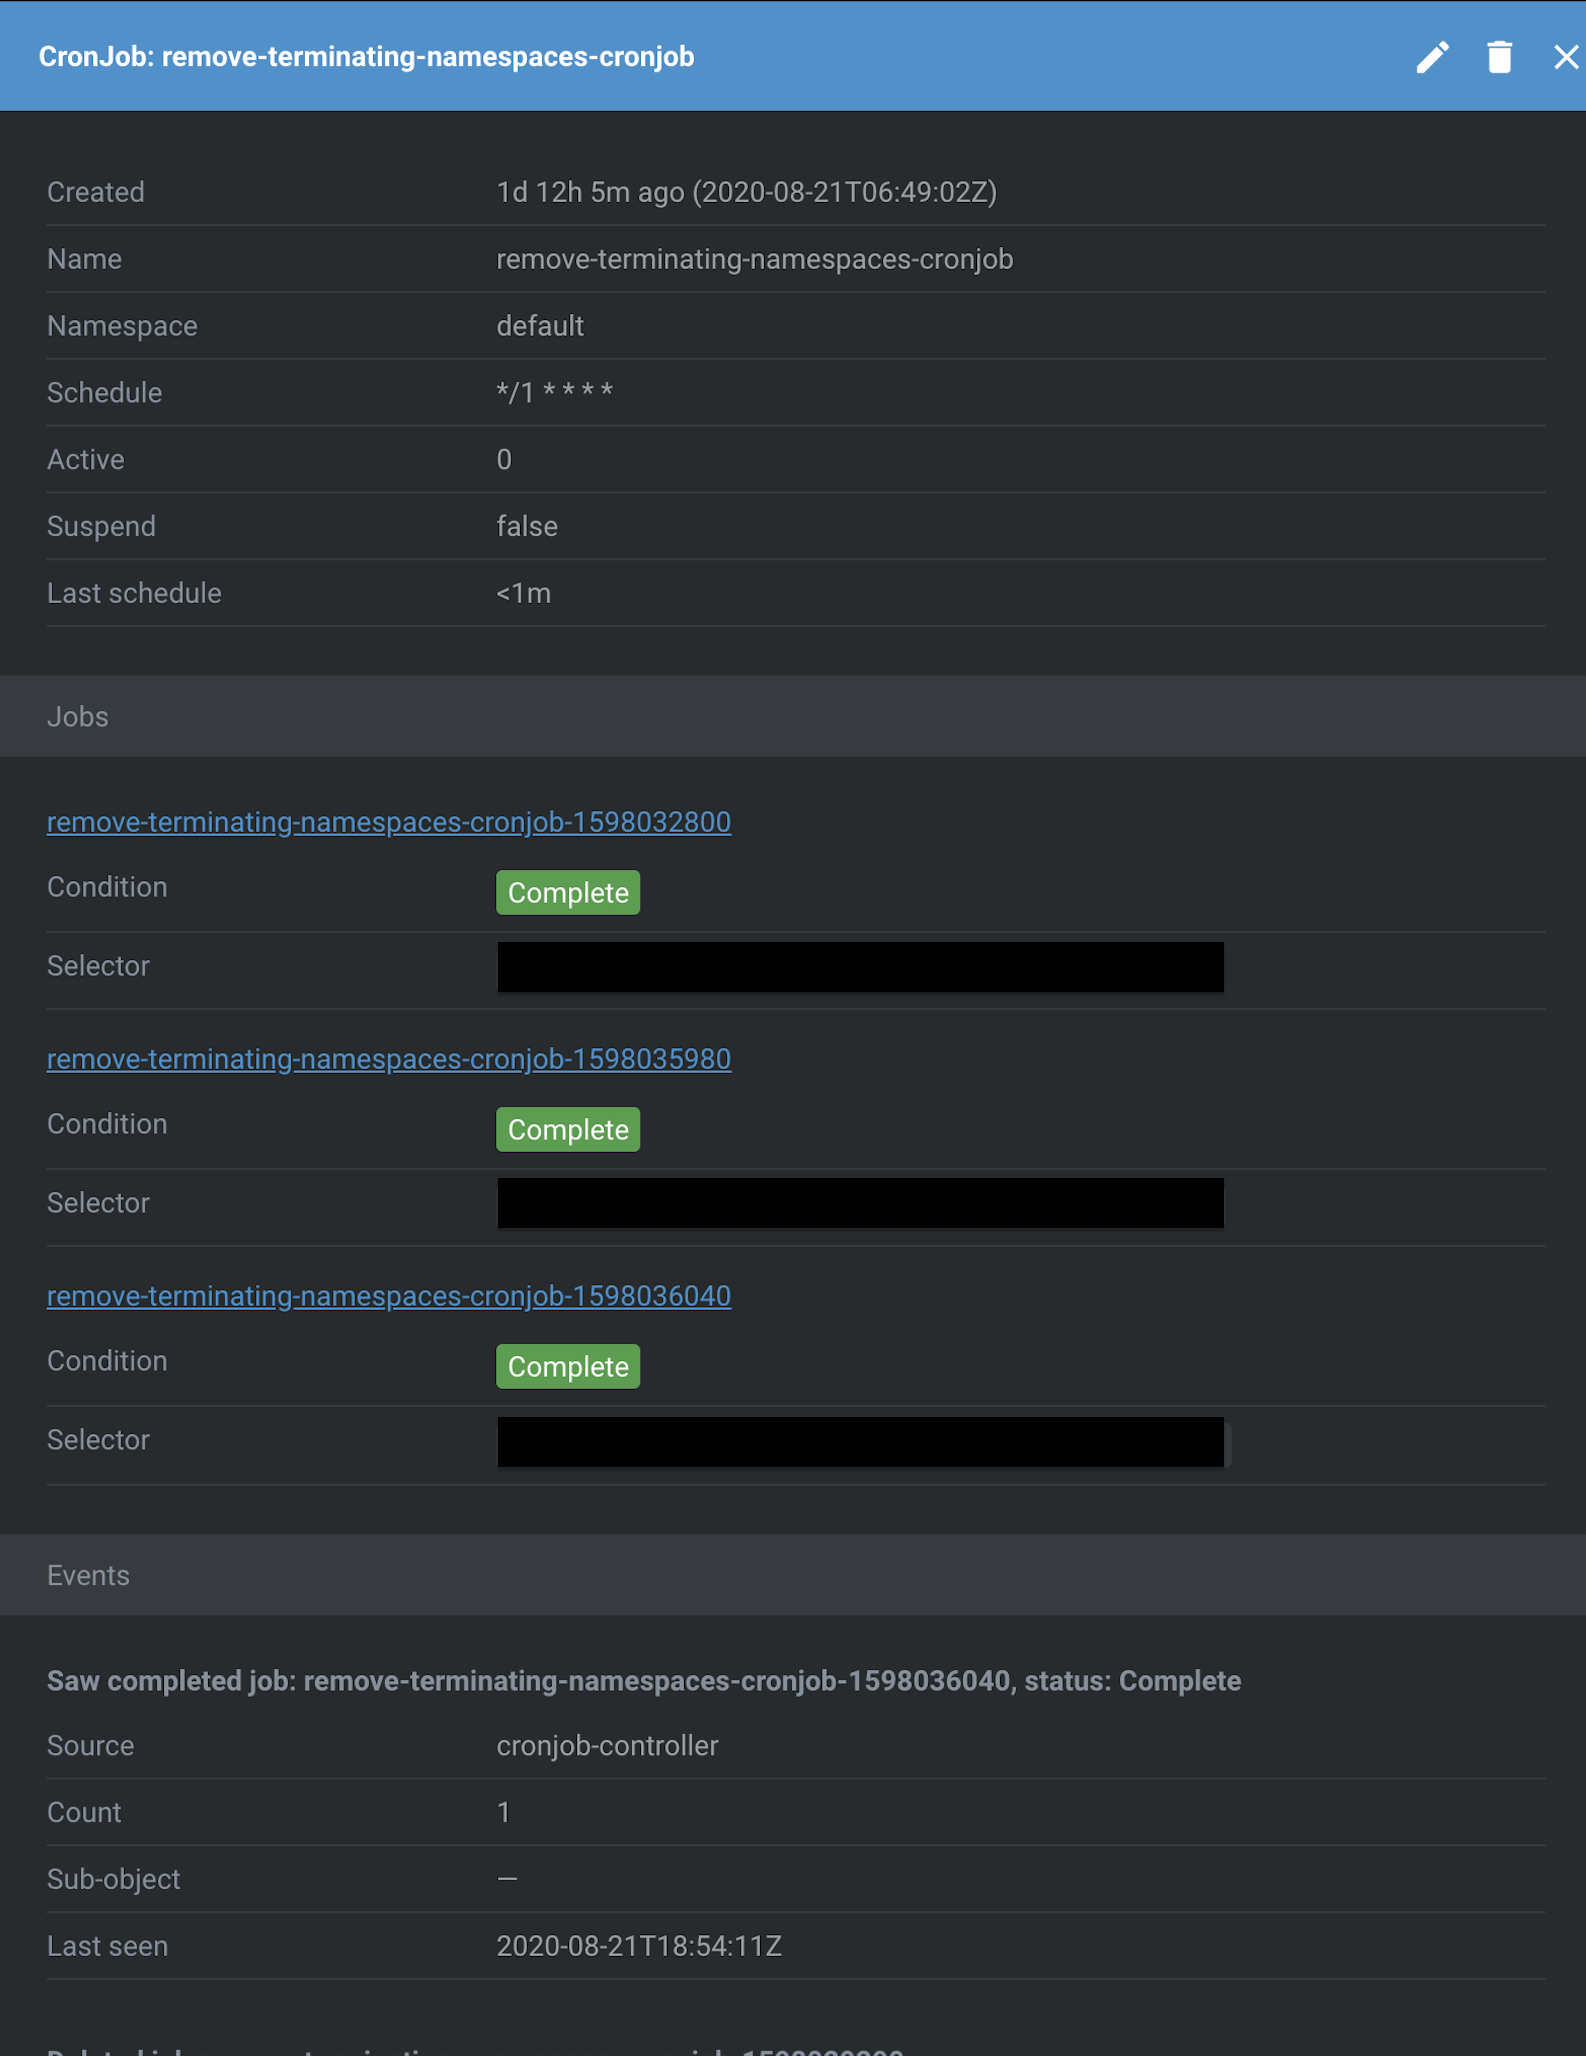 CronJob: remove-terminating-namespaces-cronjob
Created 1d 12h 5m ago (2020-08-21T06:49:02Z)
Name remove-terminating-namespaces-cronjob
Namespace default
Schedule */1 * * * *
Active 0
Suspend false
Last schedule <1m
Jobs
remove-terminating-namespaces-cronjob-1598032800
Condition Complete
Selector
remove-terminating-namespaces-cronjob-1598035980
Condition Complete
Selector
remove-terminating-namespaces-cronjob-1598036040
Condition Complete
Selector
Events
Saw completed job: remove-terminating-namespaces-cronjob-1598036040, status: Complete
Source cronjob-controller
Count 1
Sub-object —
Last seen 2020-08-21T18:54:11Z